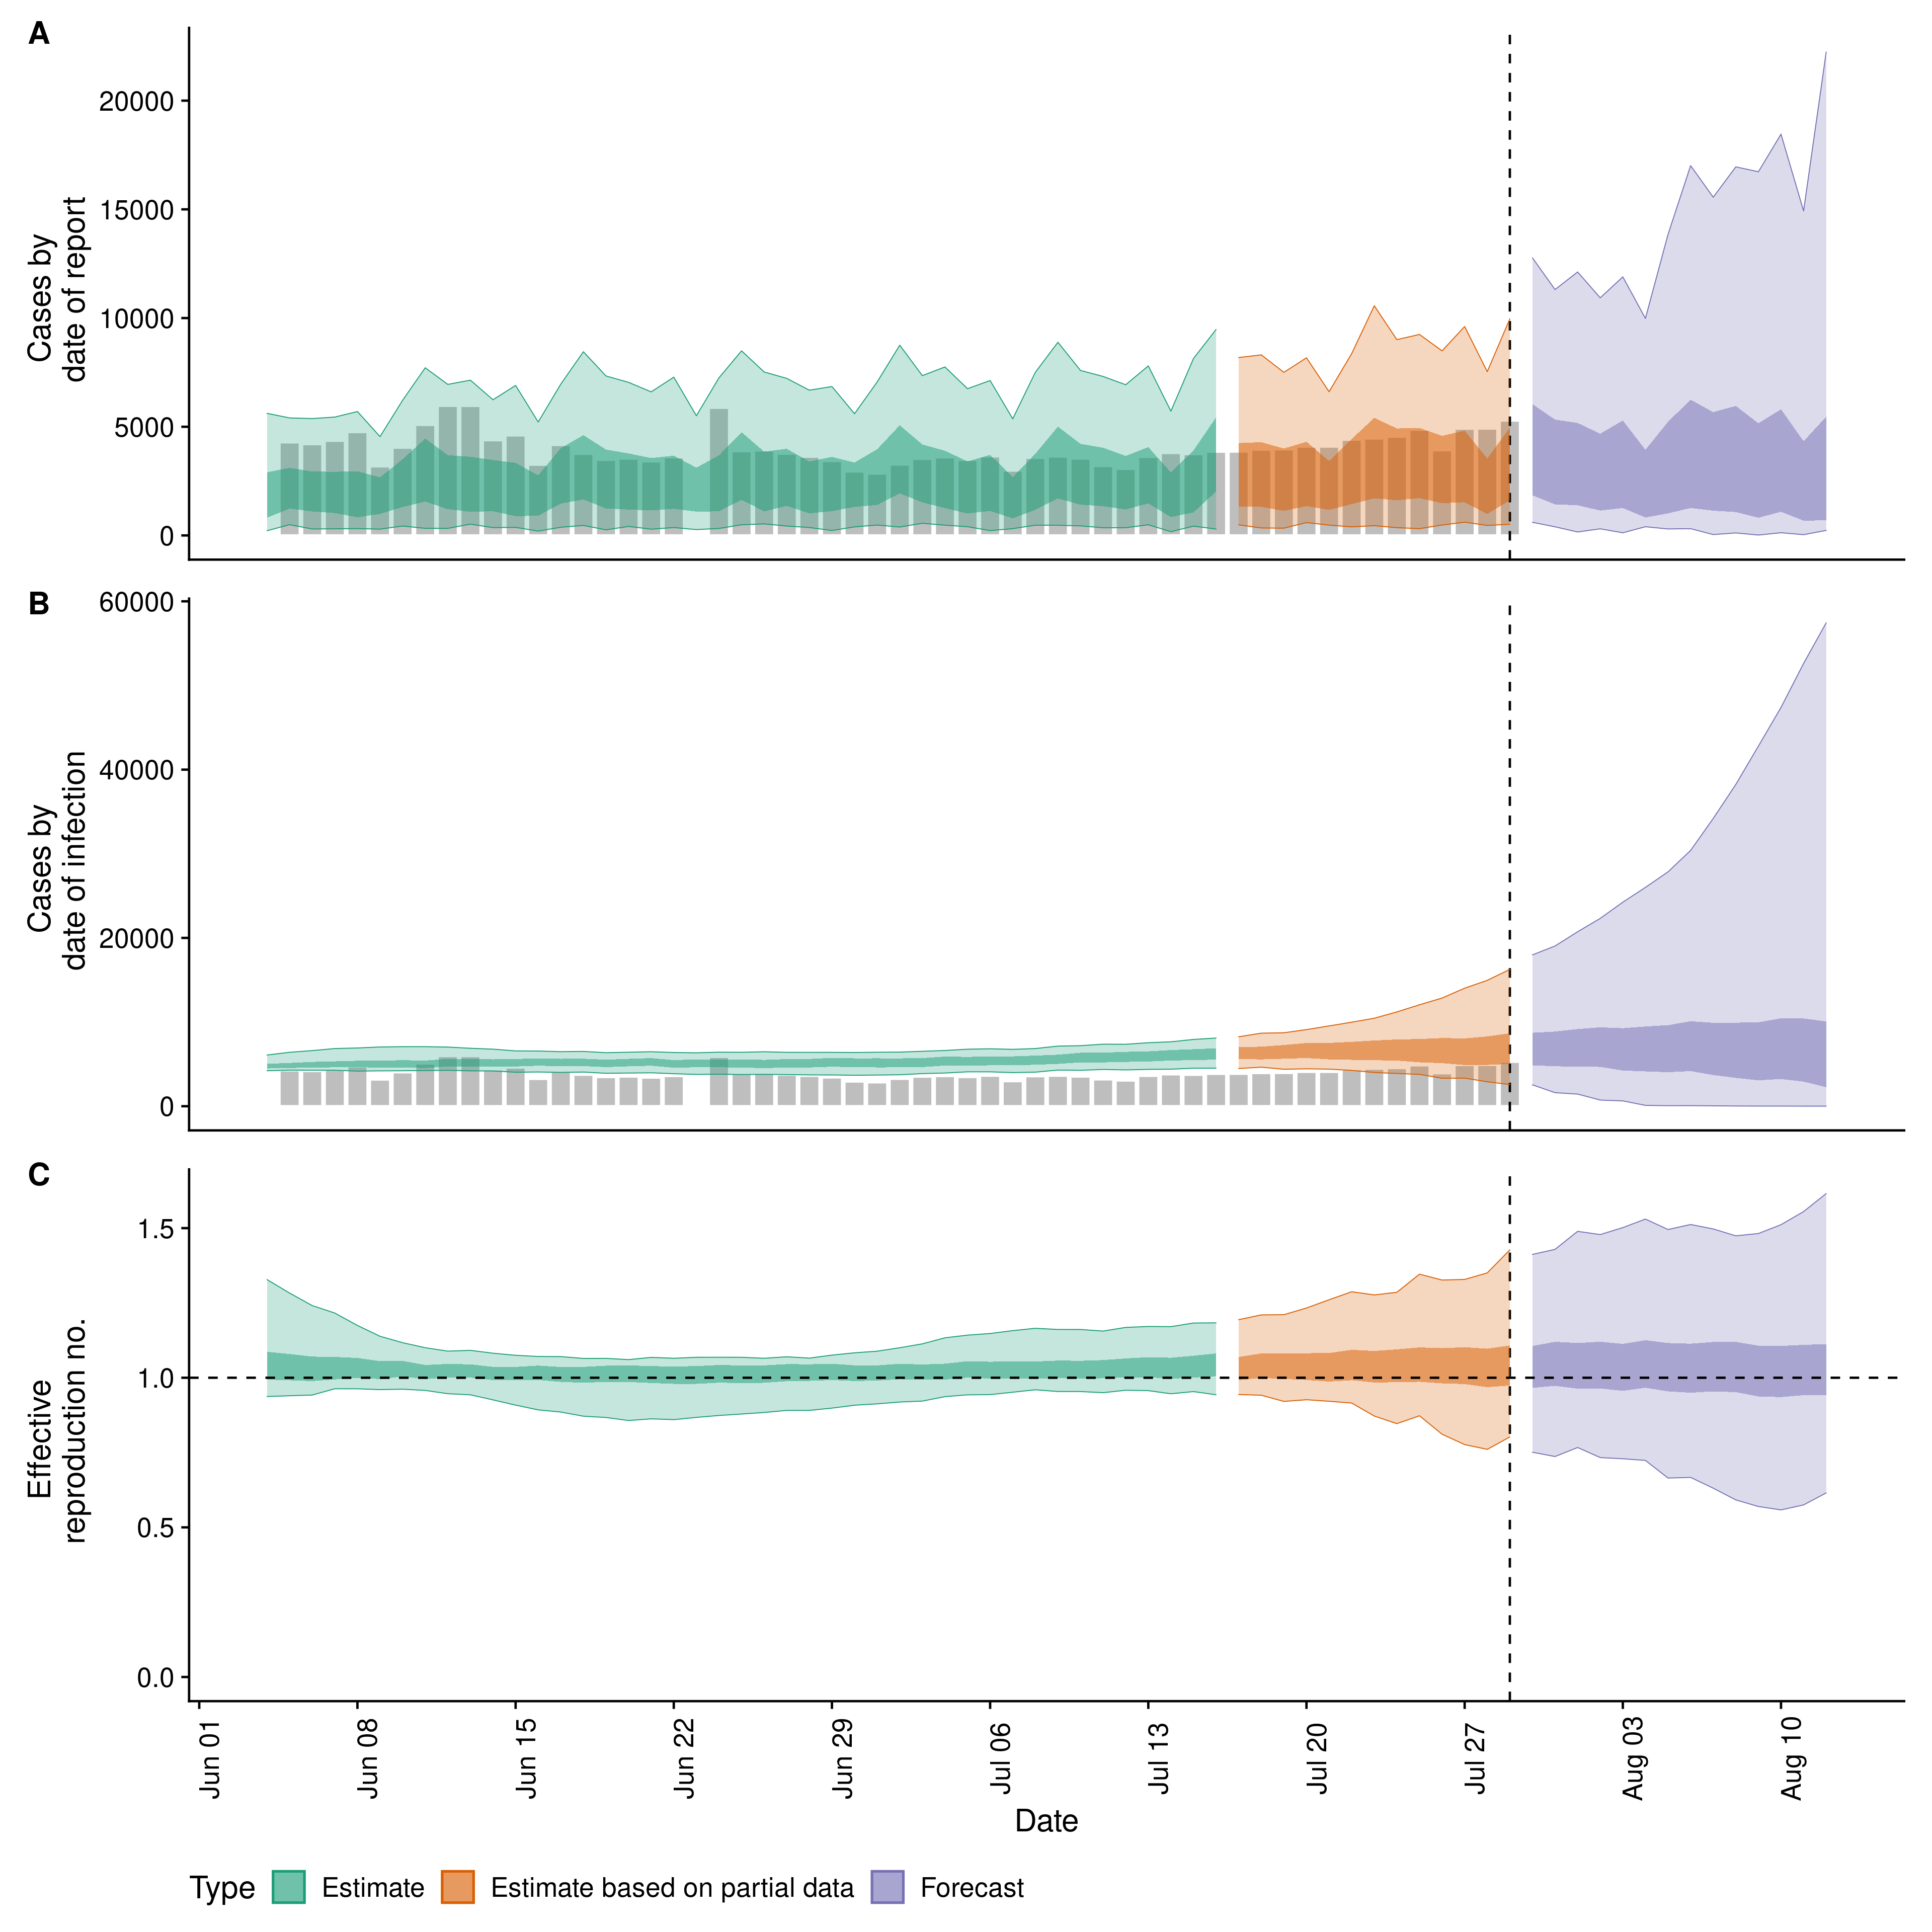 A
Cases by
date of report
20000
15000
10000
5000
0
B
Cases by
date of infection
60000
40000
20000
0
C
Effective
reproduction no.
1.5
1.0
0.5
0.0
Jun 01
Jun 08
Jun 15
Jun 22
Jun 29
Jul 06
Jul 13
Jul 20
Jul 27
Aug 03
Aug 10
Date
Type Estimate Estimate based on partial data Forecast